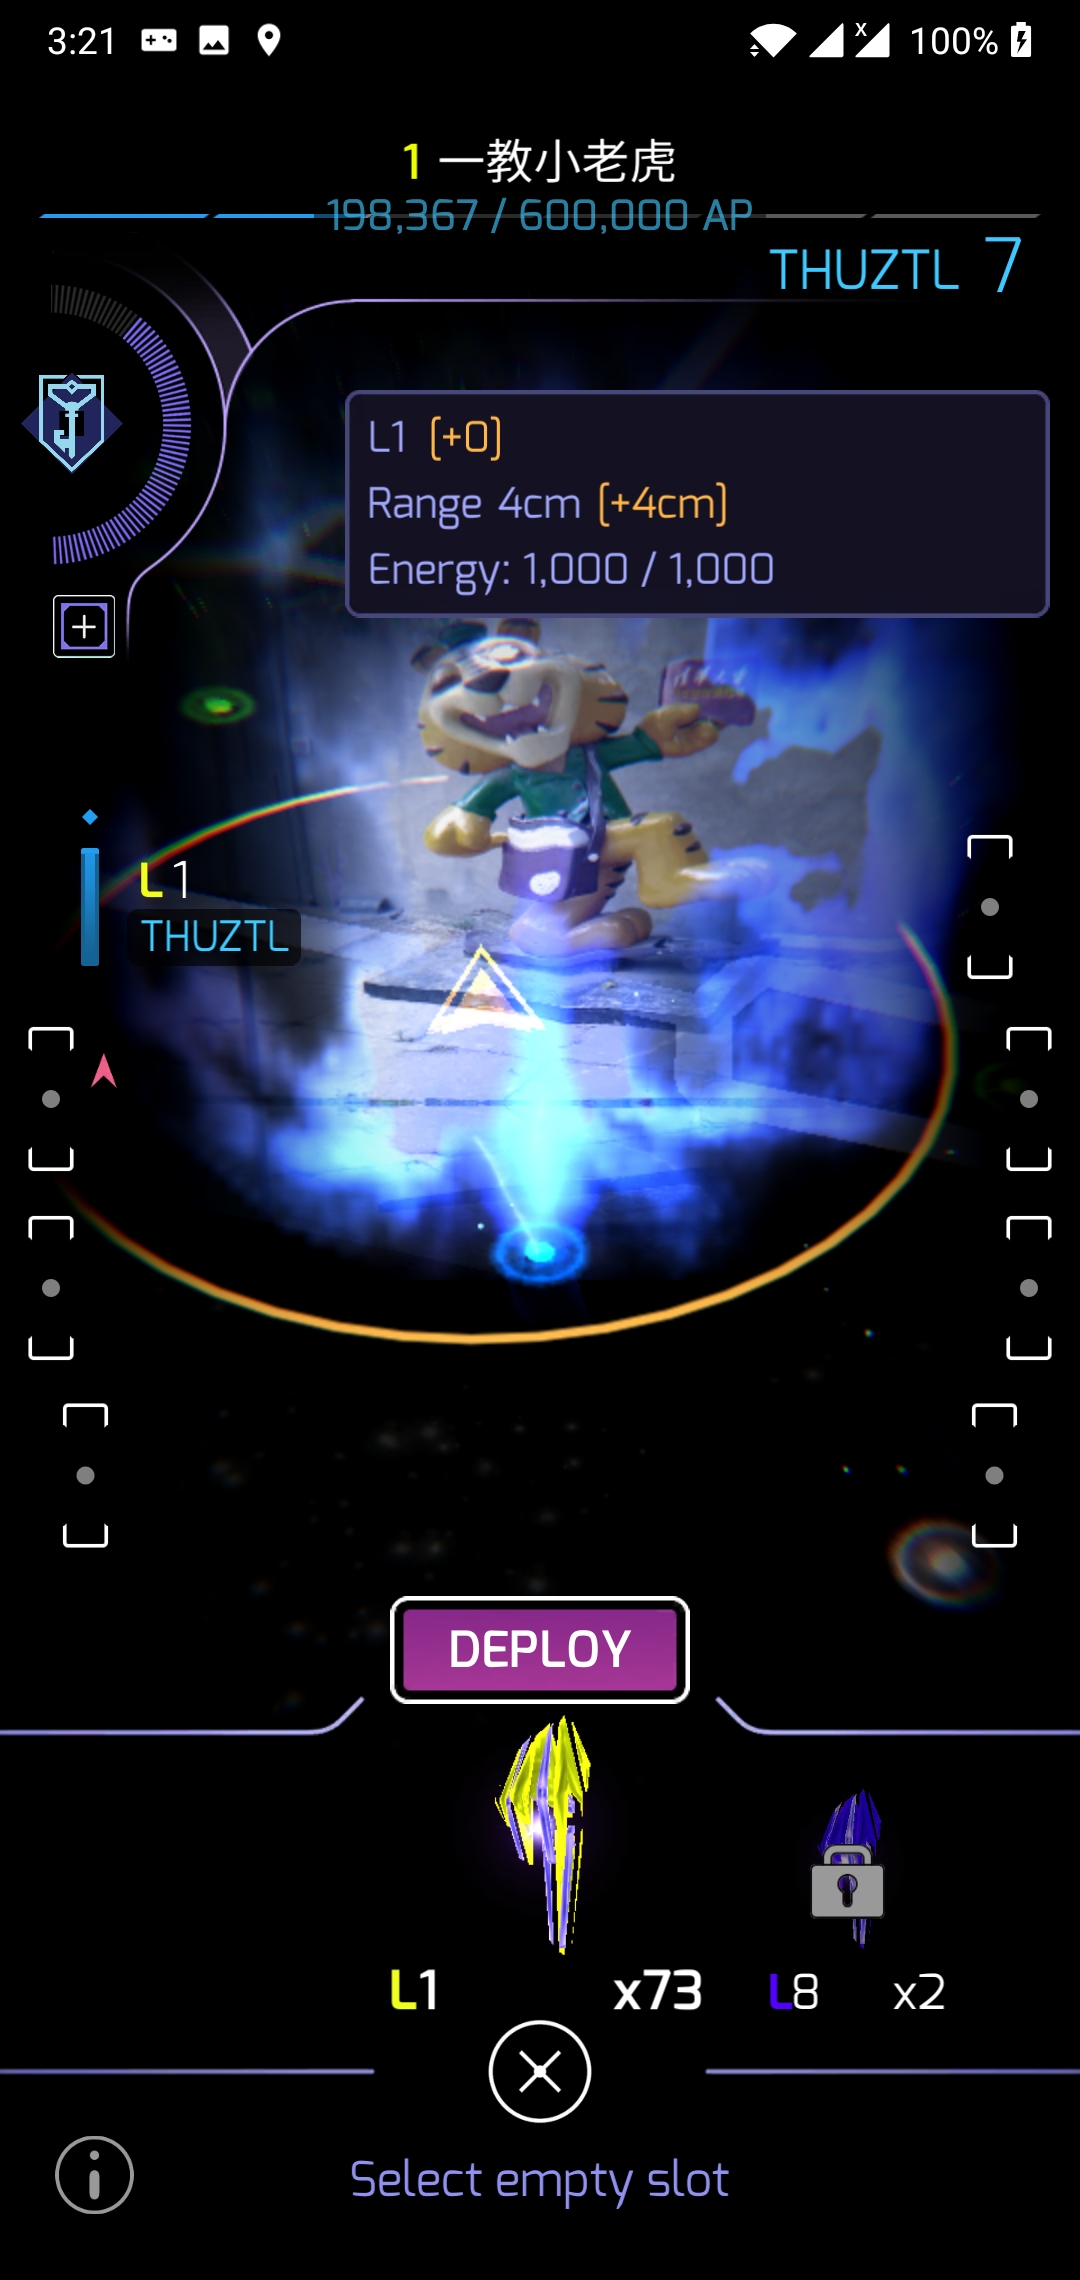 3:21
x
100%
1 一教小老虎
198,367 / 600,000 AP
THUZTL 7
L1 [+0]
Range 4cm [+4cm]
Energy: 1,000 / 1,000
L 1
THUZTL
DEPLOY
L1 x73 L8 x2
Select empty slot